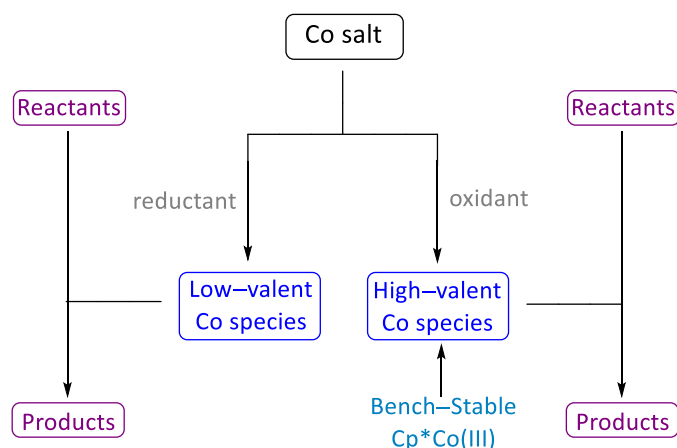 Co salt
Reactants
Reactants
reductant
oxidant
Low–valent
Co species
High–valent
Co species
Bench–Stable
Cp*Co(III)
Products
Products